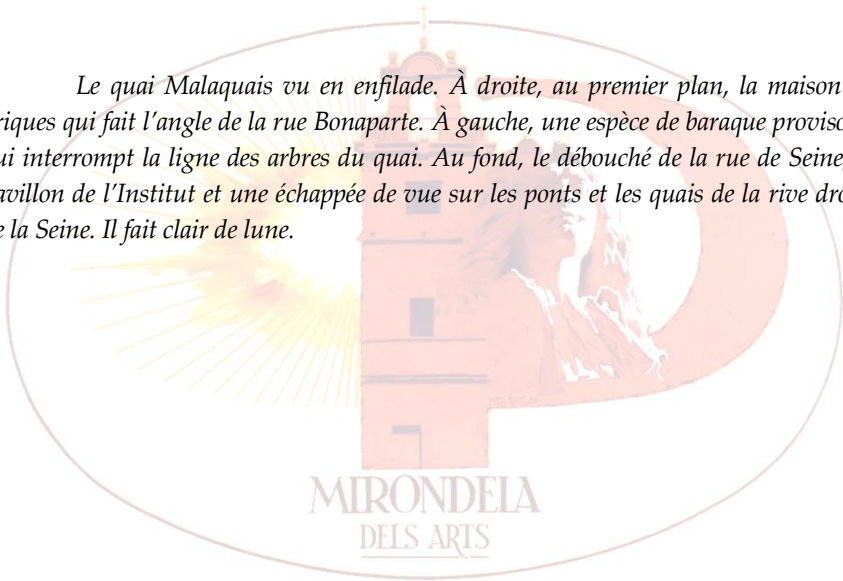 Le quai Malaquais vu en enfilade. À droite, au premier plan, la maison
riques qui fait l'angle de la rue Bonaparte. À gauche, une espèce de baraque proviso
ui interrompt la ligne des arbres du quai. Au fond, le débouché de la rue de Seine,
avillon de l'Institut et une échappée de vue sur les ponts et les quais de la rive dro
e la Seine. Il fait clair de lune.
MIRONDELA
DELS ARTS